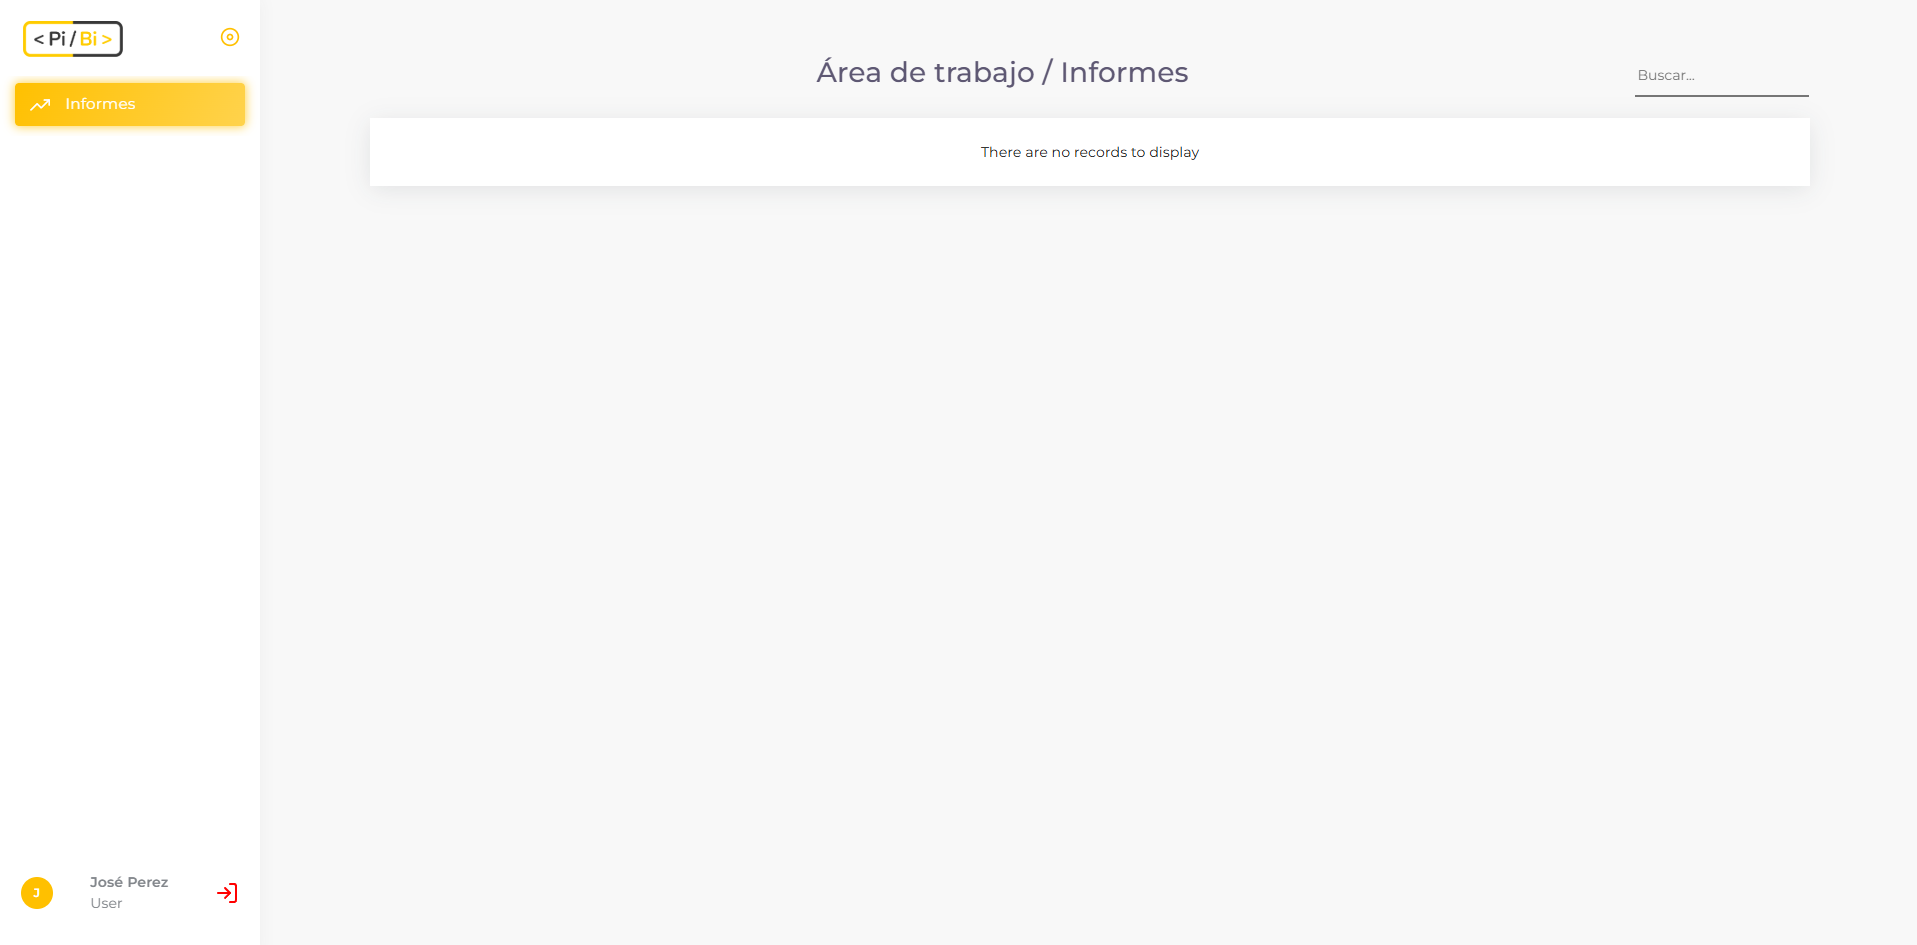 < Pi / Bi >
Informes
Área de trabajo / Informes
Buscar...
There are no records to display
J
José Perez
User